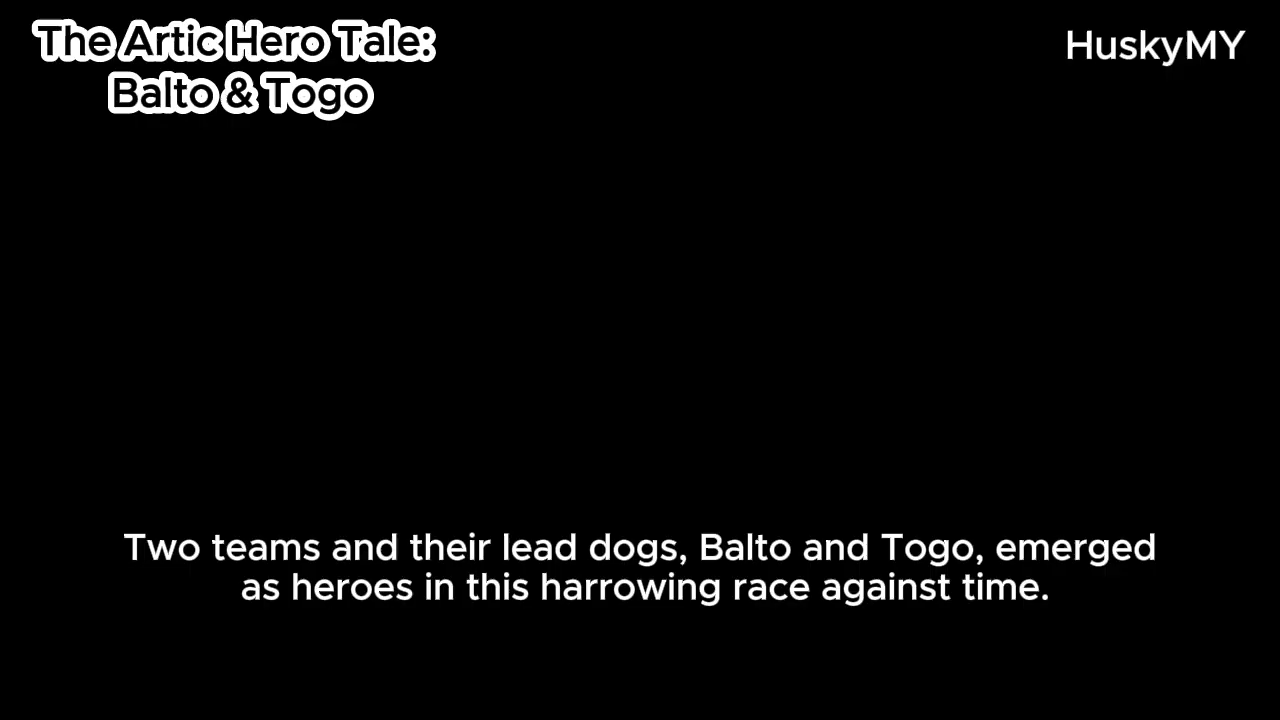 The Artic Hero Tale:
Balto & Togo
HuskyMY
Two teams and their lead dogs, Balto and Togo, emerged
as heroes in this harrowing race against time.